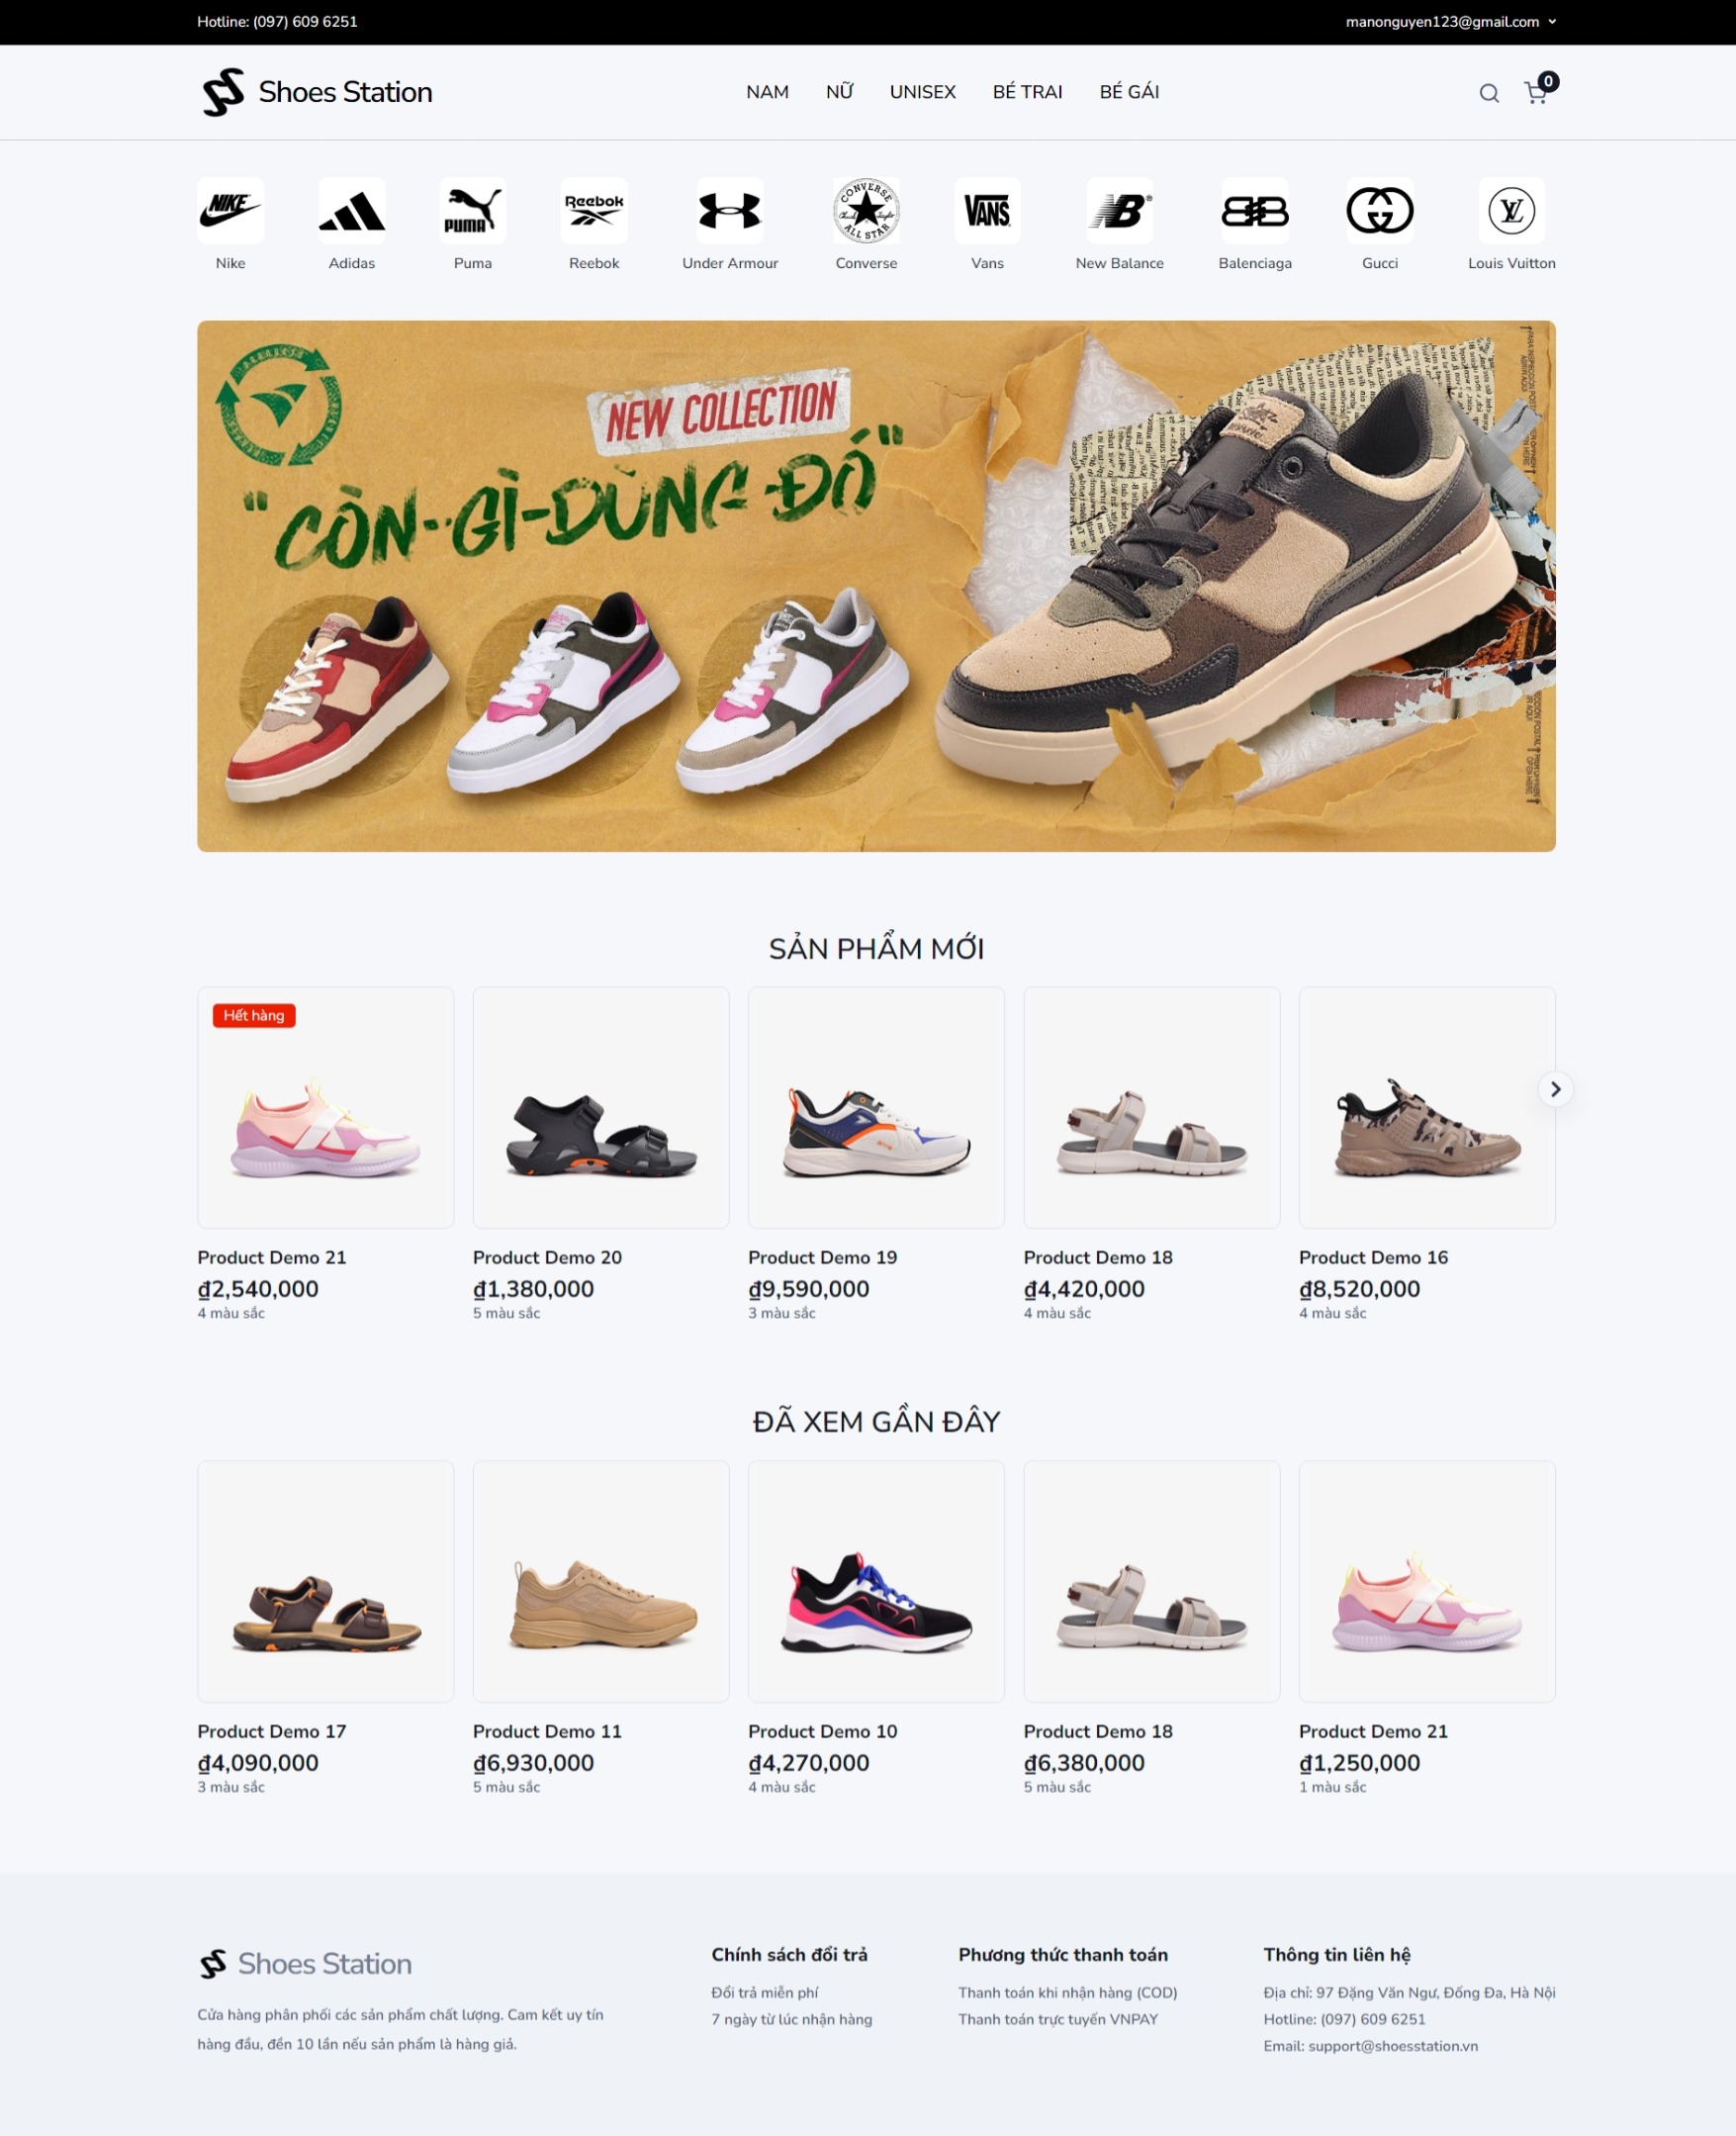 Hotline: (097) 609 6251
manonguyen123@gmail.com
Shoes Station
NAM NỮ UNISEX BÉ TRAI BÉ GÁI
0
NIKE
PUMA
Reebok
CONVERSE
ALL STAR
VANS
Nike Adidas Puma Reebok Under Armour Converse Vans New Balance Balenciaga Gucci Louis Vuitton
NEW COLLECTION
"CÒN-GÌ-DÙNG-ĐÓ"
SẢN PHẨM MỚI
Hết hàng
Product Demo 21 Product Demo 20 Product Demo 19 Product Demo 18 Product Demo 16
₫2,540,000 ₫1,380,000 ₫9,590,000 ₫4,420,000 ₫8,520,000
4 màu sắc 5 màu sắc 3 màu sắc 4 màu sắc 4 màu sắc
ĐÃ XEM GẦN ĐÂY
Product Demo 17 Product Demo 11 Product Demo 10 Product Demo 18 Product Demo 21
₫4,090,000 ₫6,930,000 ₫4,270,000 ₫6,380,000 ₫1,250,000
3 màu sắc 5 màu sắc 4 màu sắc 5 màu sắc 1 màu sắc
Shoes Station
Cửa hàng phân phối các sản phẩm chất lượng. Cam kết uy tín
hàng đầu, đền 10 lần nếu sản phẩm là hàng giả.
Chính sách đổi trả
Đổi trả miễn phí
7 ngày từ lúc nhận hàng
Phương thức thanh toán
Thanh toán khi nhận hàng (COD)
Thanh toán trực tuyến VNPAY
Thông tin liên hệ
Địa chỉ: 97 Đặng Văn Ngư, Đống Đa, Hà Nội
Hotline: (097) 609 6251
Email: support@shoesstation.vn